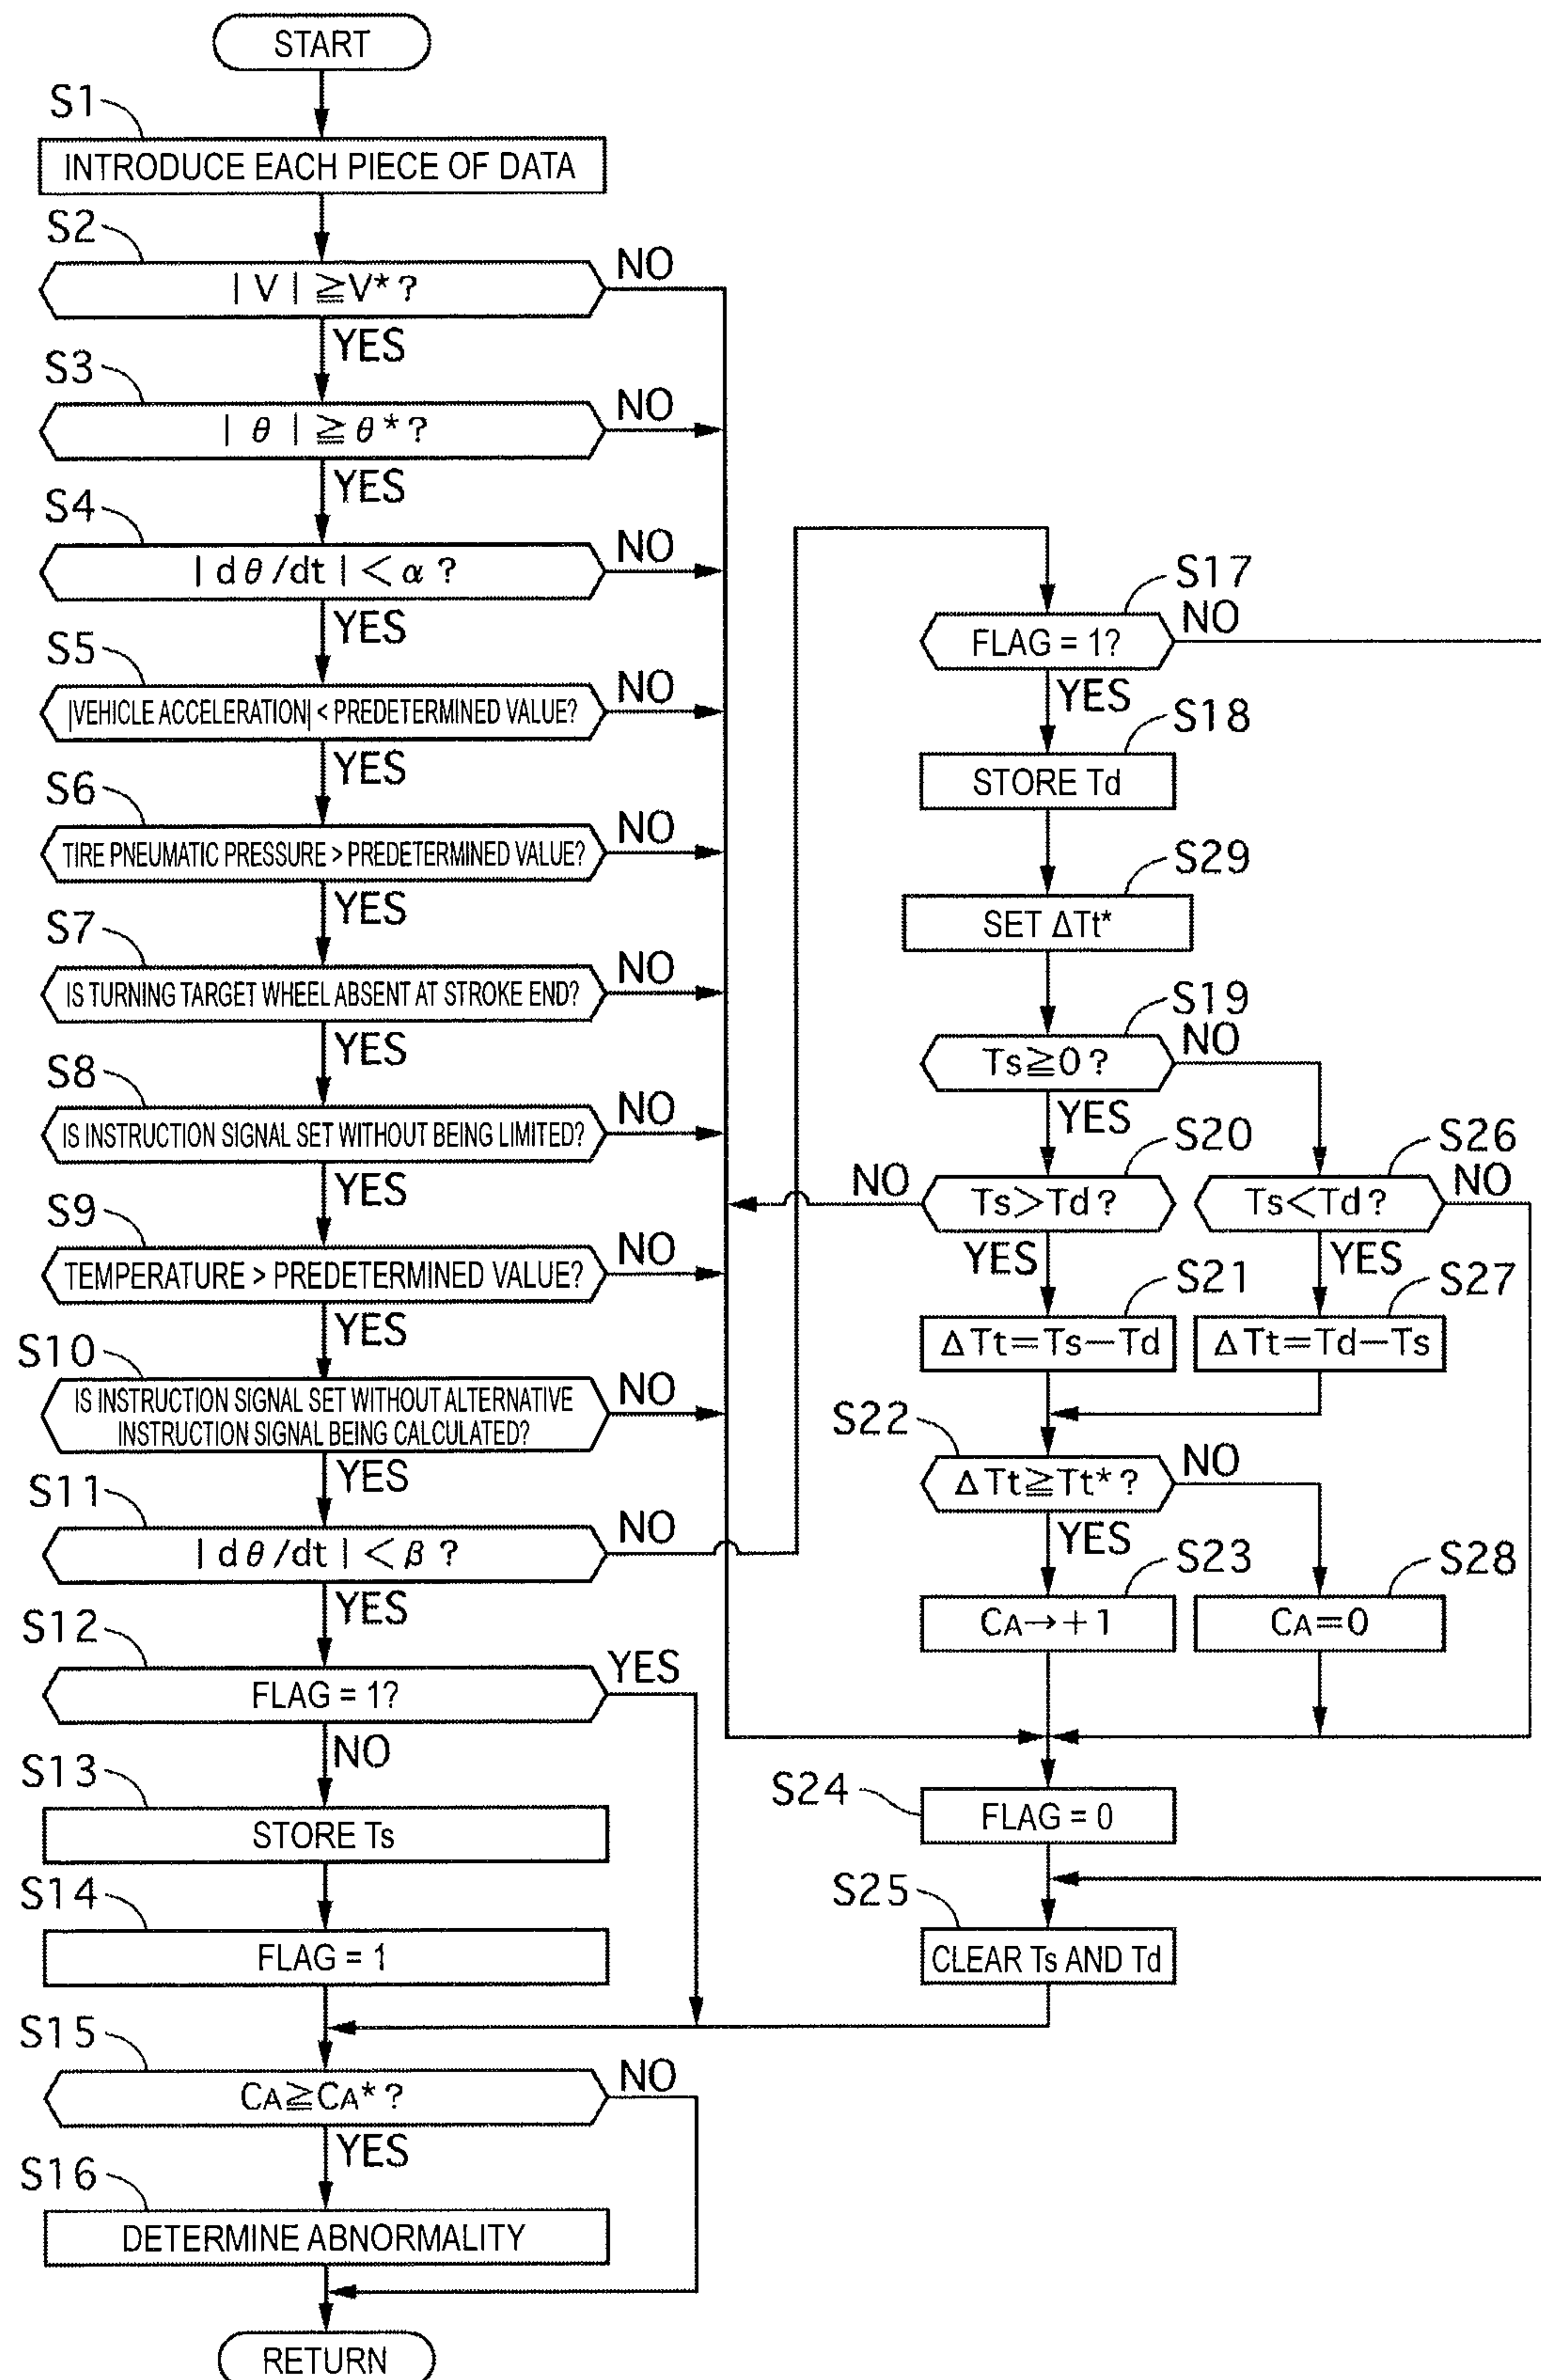 START
S1
INTRODUCE EACH PIECE OF DATA
S2
| V | ≧V* ?
NO
YES
S3
| θ | ≧ θ* ?
NO
YES
S4
| d θ /dt | < α ?
NO
YES
S5
|VEHICLE ACCELERATION| < PREDETERMINED VALUE?
NO
YES
S6
TIRE PNEUMATIC PRESSURE > PREDETERMINED VALUE?
NO
YES
S7
IS TURNING TARGET WHEEL ABSENT AT STROKE END?
NO
YES
S8
IS INSTRUCTION SIGNAL SET WITHOUT BEING LIMITED?
NO
YES
S9
TEMPERATURE > PREDETERMINED VALUE?
NO
YES
S10
IS INSTRUCTION SIGNAL SET WITHOUT ALTERNATIVE
INSTRUCTION SIGNAL BEING CALCULATED?
NO
YES
S11
| d θ /dt | < β ?
NO
YES
S12
FLAG = 1?
YES
NO
S13
STORE Ts
S14
FLAG = 1
S15
CA≧CA* ?
NO
YES
S16
DETERMINE ABNORMALITY
RETURN
S17
FLAG = 1?
NO
YES
S18
STORE Td
S29
SET ΔTt*
S19
Ts≧0 ?
NO
YES
S20
Ts>Td ?
NO
YES
S26
Ts<Td ?
NO
YES
S21
ΔTt=Ts−Td
S27
ΔTt=Td−Ts
S22
ΔTt≧Tt* ?
NO
YES
S23
CA→+1
S28
CA=0
S24
FLAG = 0
S25
CLEAR Ts AND Td